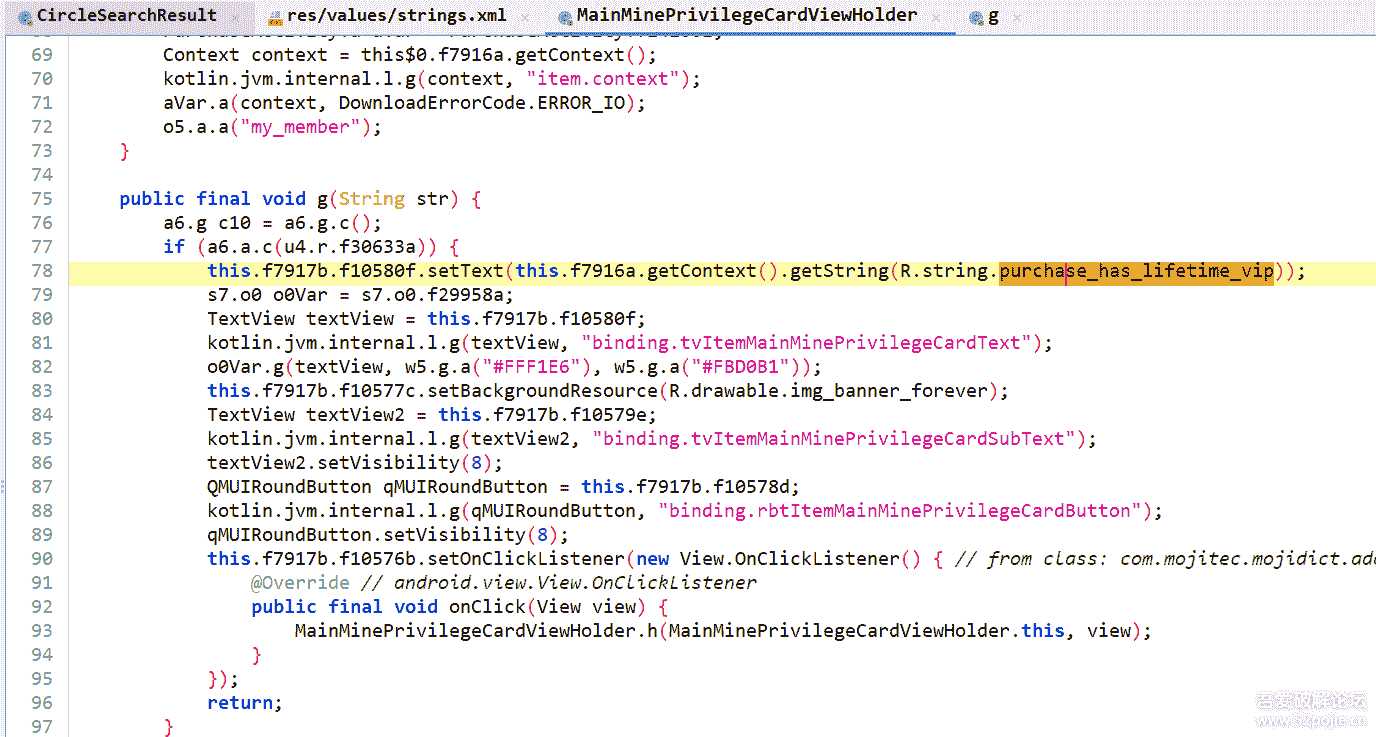 CircleSearchResult × res/values/strings.xml × MainMinePrivilegeCardViewHolder × g ×
69 Context context = this$0.f7916a.getContext();
70 kotlin.jvm.internal.l.g(context, "item.context");
71 aVar.a(context, DownloadErrorCode.ERROR_IO);
72 o5.a.a("my_member");
73 }
74
75 public final void g(String str) {
76 a6.g c10 = a6.g.c();
77 if (a6.a.c(u4.r.f30633a)) {
78 this.f7917b.f10580f.setText(this.f7916a.getContext().getString(R.string.purchase_has_lifetime_vip));
79 s7.o0 o0Var = s7.o0.f29958a;
80 TextView textView = this.f7917b.f10580f;
81 kotlin.jvm.internal.l.g(textView, "binding.tvItemMainMinePrivilegeCardText");
82 o0Var.g(textView, w5.g.a("#FFF1E6"), w5.g.a("#FBD0B1"));
83 this.f7917b.f10577c.setBackgroundResource(R.drawable.img_banner_forever);
84 TextView textView2 = this.f7917b.f10579e;
85 kotlin.jvm.internal.l.g(textView2, "binding.tvItemMainMinePrivilegeCardSubText");
86 textView2.setVisibility(8);
87 QMUIRoundButton qMUIRoundButton = this.f7917b.f10578d;
88 kotlin.jvm.internal.l.g(qMUIRoundButton, "binding.rbtItemMainMinePrivilegeCardButton");
89 qMUIRoundButton.setVisibility(8);
90 this.f7917b.f10576b.setOnClickListener(new View.OnClickListener() { // from class: com.mojitec.mojidict.ada
91 @Override // android.view.View.OnClickListener
92 public final void onClick(View view) {
93 MainMinePrivilegeCardViewHolder.h(MainMinePrivilegeCardViewHolder.this, view);
94 }
95 });
96 return;
97 }
吾爱破解论坛
www.52pojie.cn